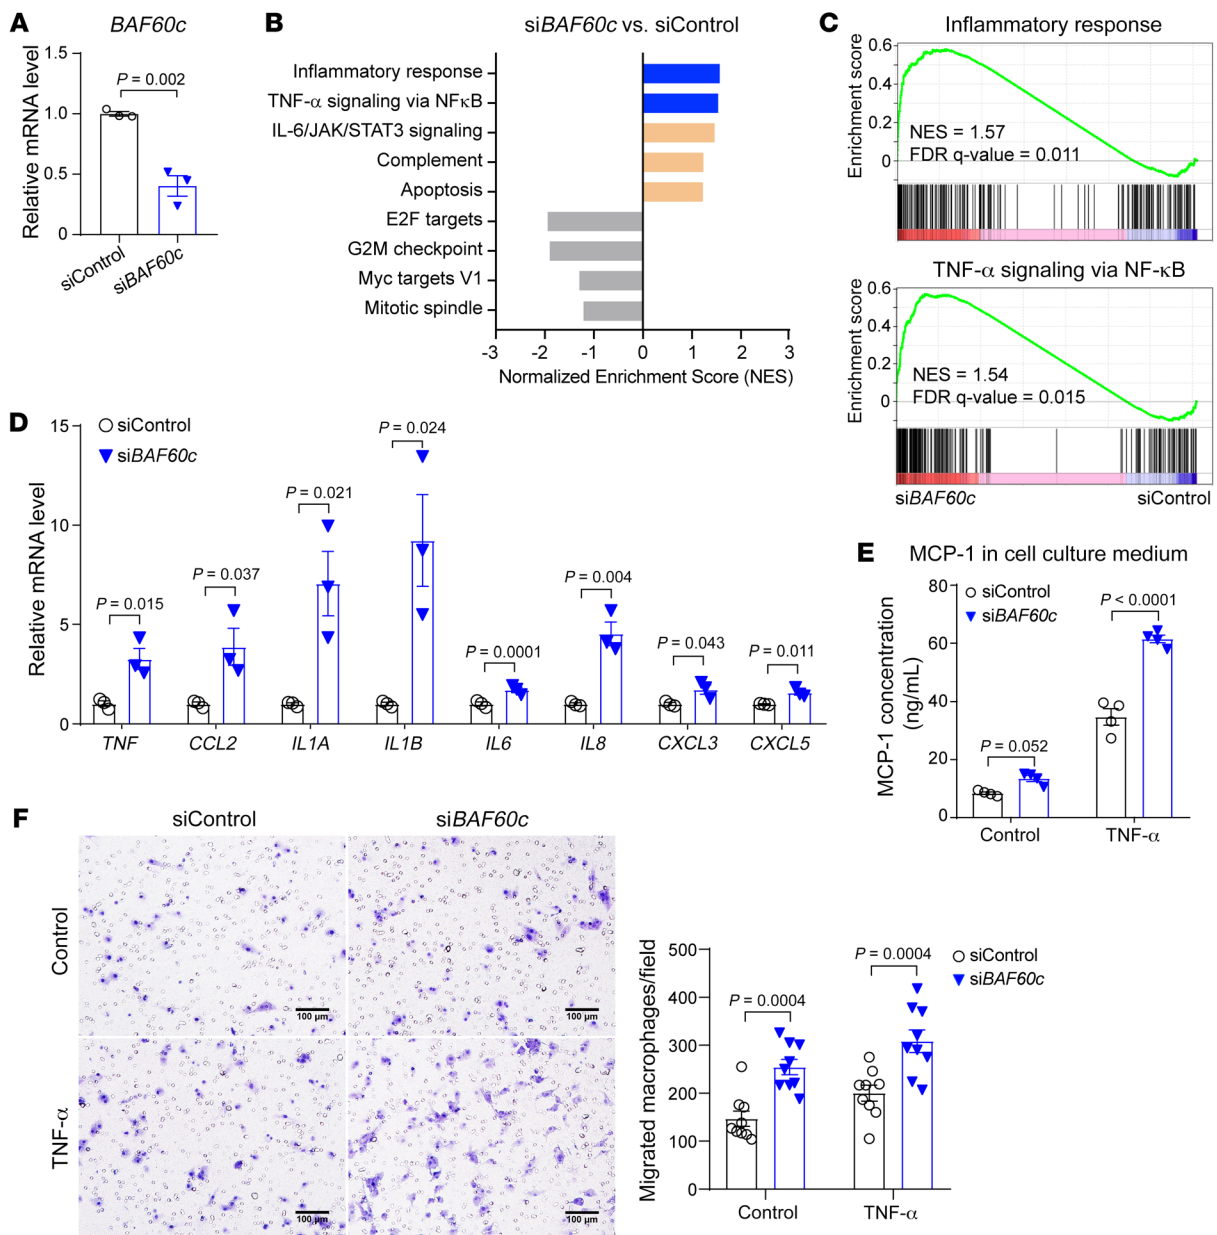 A
BAF60c
Relative mRNA level
1.5
1.0
0.5
0
P = 0.002
siControl
siBAF60c
B
siBAF60c vs. siControl
Inflammatory response
TNF-α signaling via NFκB
IL-6/JAK/STAT3 signaling
Complement
Apoptosis
E2F targets
G2M checkpoint
Myc targets V1
Mitotic spindle
-3 -2 -1 0 1 2 3
Normalized Enrichment Score (NES)
C
Inflammatory response
Enrichment score
0.6
0.4
0.2
0
NES = 1.57
FDR q-value = 0.011
TNF-α signaling via NF-κB
Enrichment score
0.6
0.4
0.2
0
NES = 1.54
FDR q-value = 0.015
siBAF60c
siControl
D
siControl
siBAF60c
Relative mRNA level
15
10
5
0
P = 0.015
P = 0.037
P = 0.021
P = 0.024
P = 0.0001
P = 0.004
P = 0.043
P = 0.011
TNF CCL2 IL1A IL1B IL6 IL8 CXCL3 CXCL5
E
MCP-1 in cell culture medium
siControl
siBAF60c
MCP-1 concentration
(ng/mL)
80
60
40
20
0
P = 0.052
P < 0.0001
Control TNF-α
F
siControl
siBAF60c
Control
TNF-α
100 μm
100 μm
100 μm
100 μm
Migrated macrophages/field
500
400
300
200
100
0
P = 0.0004
P = 0.0004
siControl
siBAF60c
Control TNF-α